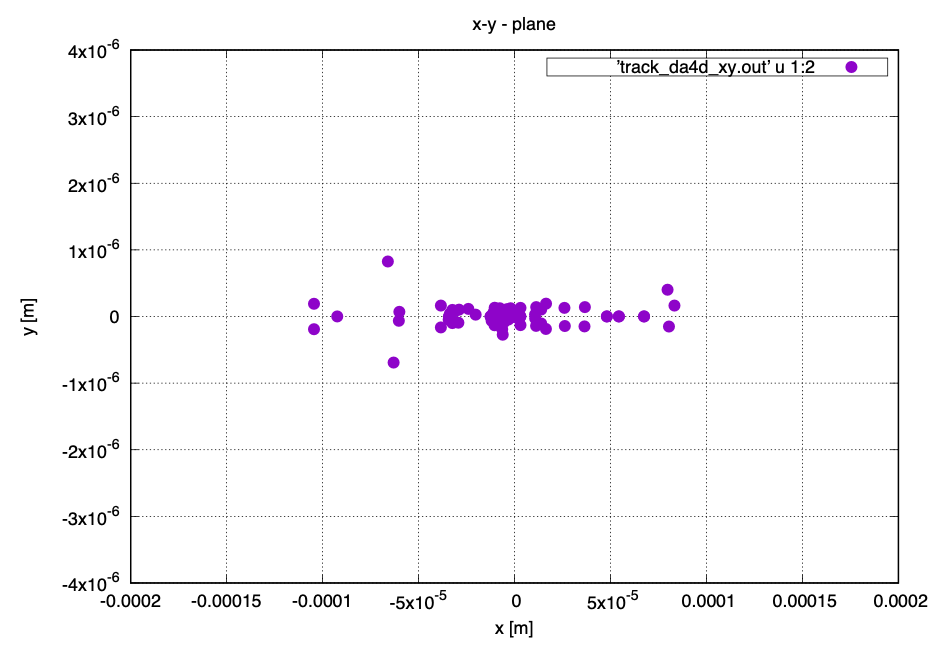 x-y - plane
'track_da4d_xy.out' u 1:2
4x10⁻⁶
3x10⁻⁶
2x10⁻⁶
1x10⁻⁶
0
-1x10⁻⁶
-2x10⁻⁶
-3x10⁻⁶
-4x10⁻⁶
y [m]
-0.0002 -0.00015 -0.0001 -5x10⁻⁵ 0 5x10⁻⁵ 0.0001 0.00015 0.0002
x [m]